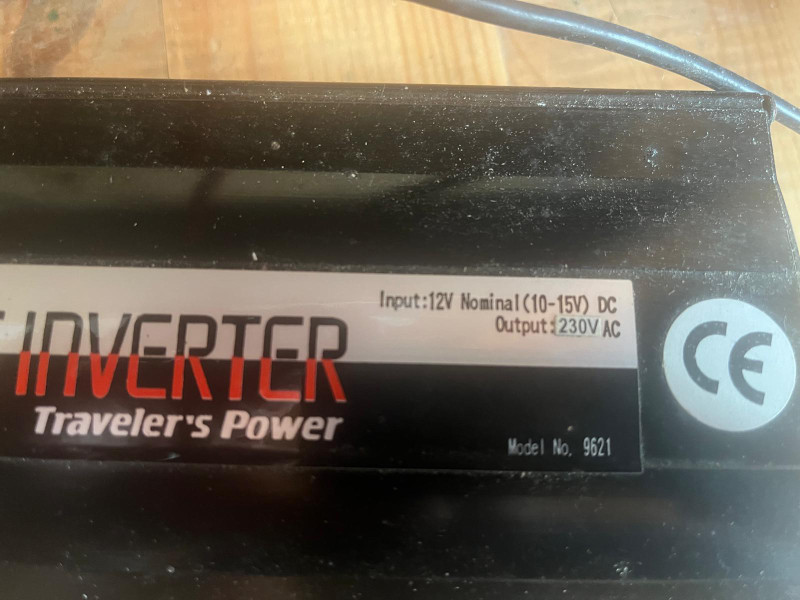 Input:12V Nominal(10-15V) DC
Output:230V AC
INVERTER
Traveler's Power
Model No. 9621
CE